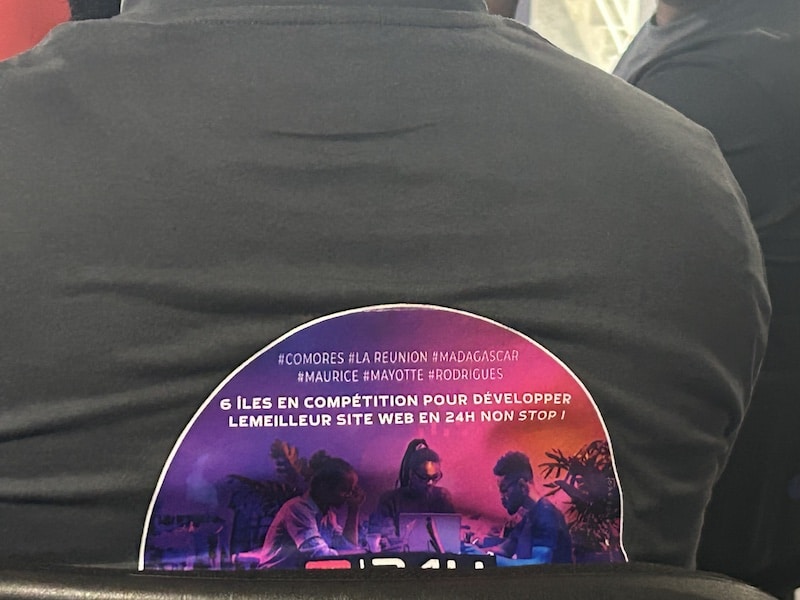 #COMORES #LA REUNION #MADAGASCAR
#MAURICE #MAYOTTE #RODRIGUES
6 ÎLES EN COMPÉTITION POUR DÉVELOPPER
LEMEILLEUR SITE WEB EN 24H NON STOP !